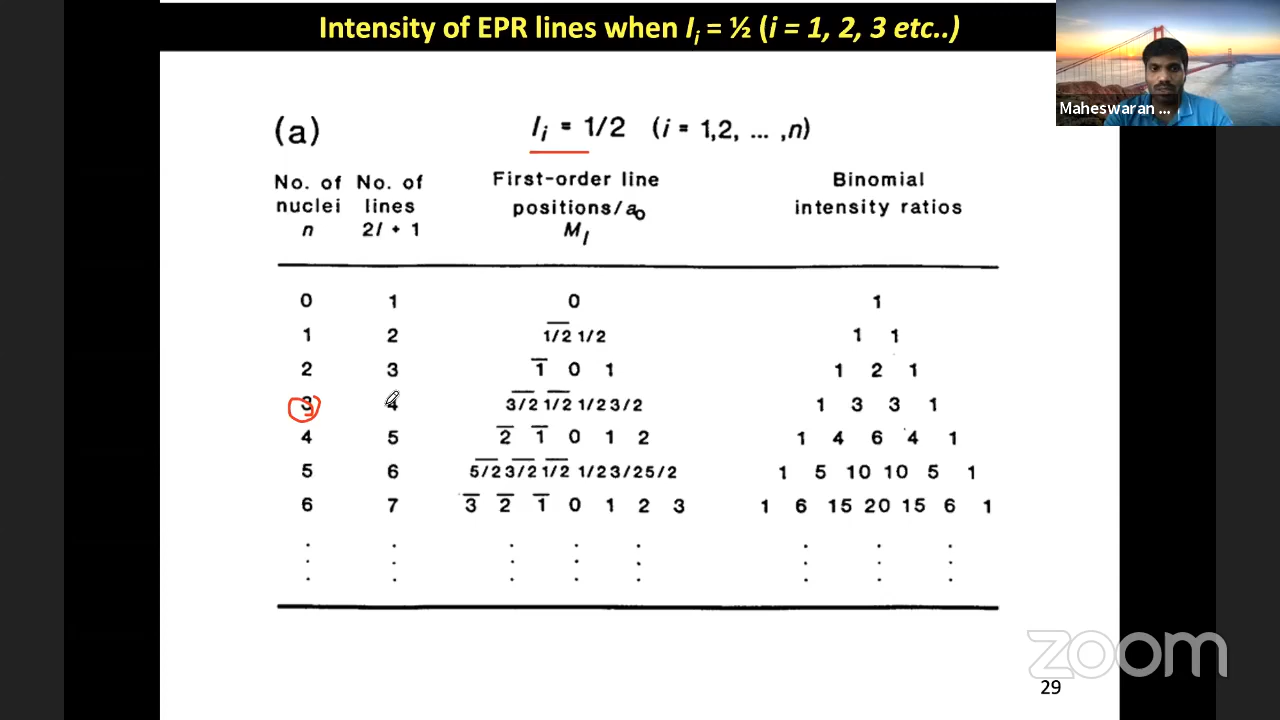 Intensity of EPR lines when Iᵢ = ½ (i = 1, 2, 3 etc..)
Maheswaran ...
(a) Iᵢ = 1/2 (i = 1,2, ... ,n)
No. of nuclei n
No. of lines 2I + 1
First-order line positions/a₀ M_I
Binomial intensity ratios
0 1 0 1
1 2 1̅/̅2̅ 1/2 1 1
2 3 1̅ 0 1 1 2 1
3 4 3̅/̅2̅ 1̅/̅2̅ 1/2 3/2 1 3 3 1
4 5 2̅ 1̅ 0 1 2 1 4 6 4 1
5 6 5̅/̅2̅ 3̅/̅2̅ 1̅/̅2̅ 1/2 3/2 5/2 1 5 10 10 5 1
6 7 3̅ 2̅ 1̅ 0 1 2 3 1 6 15 20 15 6 1
zoom
29